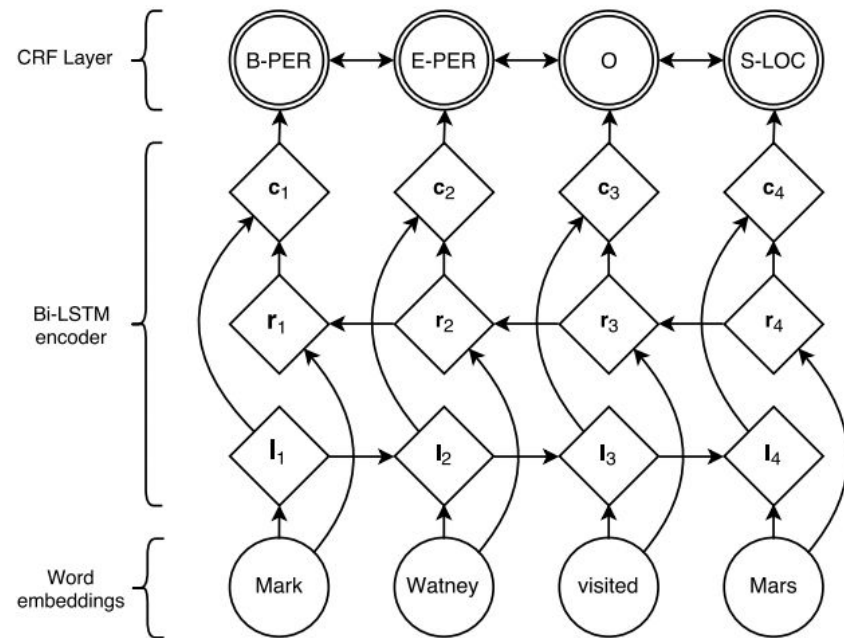 CRF Layer
B-PER E-PER O S-LOC
c1 c2 c3 c4
Bi-LSTM
encoder
r1 r2 r3 r4
l1 l2 l3 l4
Word
embeddings
Mark Watney visited Mars